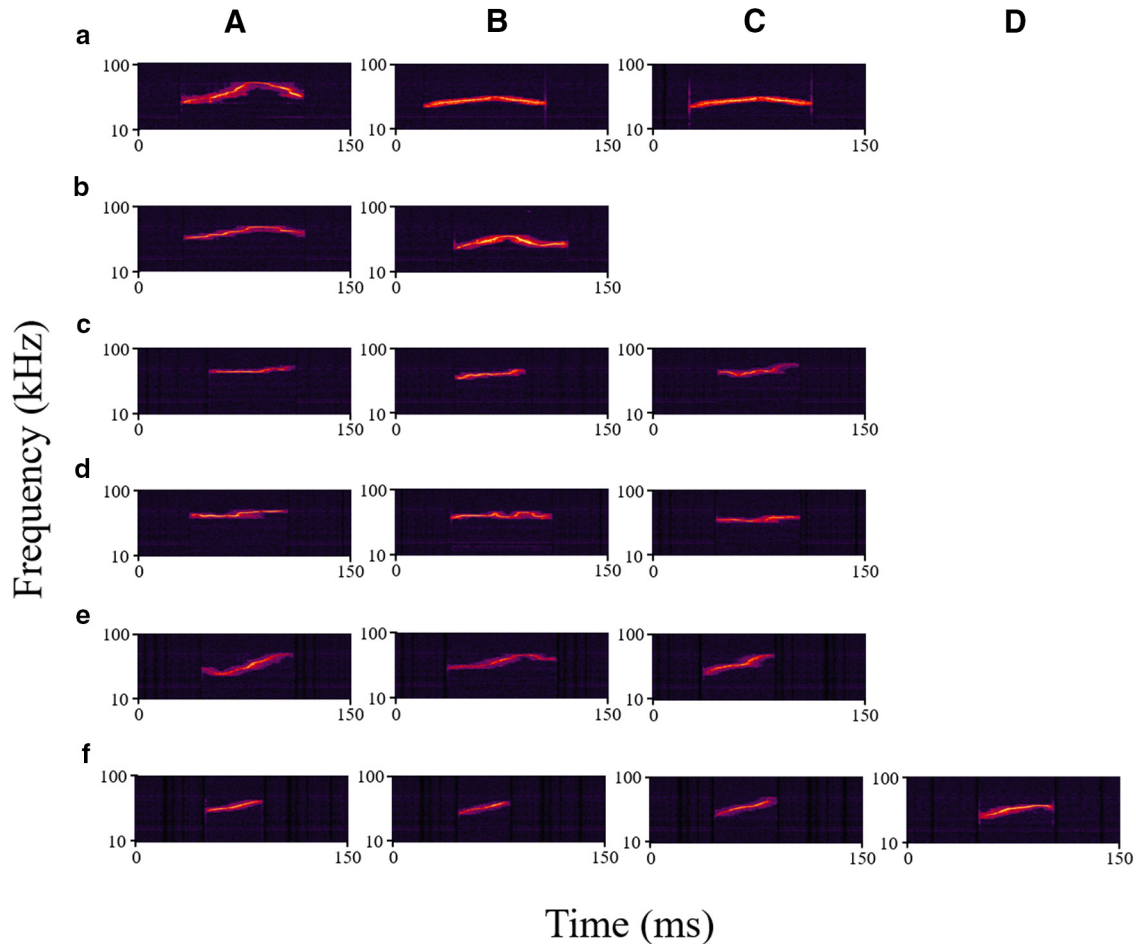 A B C D
a
100 100 100
10 10 10
0 150 0 150 0 150
b
100 100
10 10
0 150 0 150
c
100 100 100
10 10 10
0 150 0 150 0 150
d
100 100 100
10 10 10
0 150 0 150 0 150
e
100 100 100
10 10 10
0 150 0 150 0 150
f
100 100 100 100
10 10 10 10
0 150 0 150 0 150 0 150
Frequency (kHz)
Time (ms)